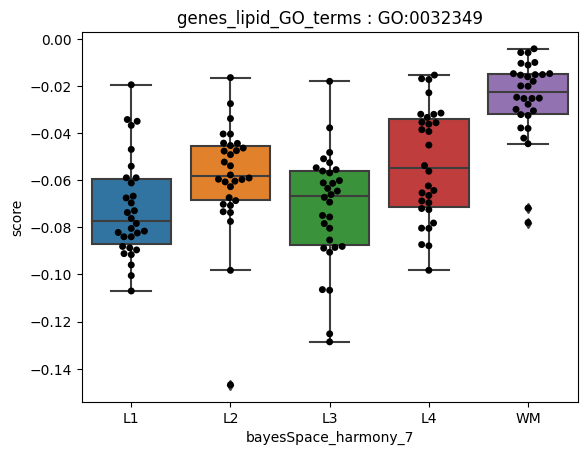 genes_lipid_GO_terms : GO:0032349
0.00
−0.02
−0.04
−0.06
−0.08
−0.10
−0.12
−0.14
score
L1 L2 L3 L4 WM
bayesSpace_harmony_7